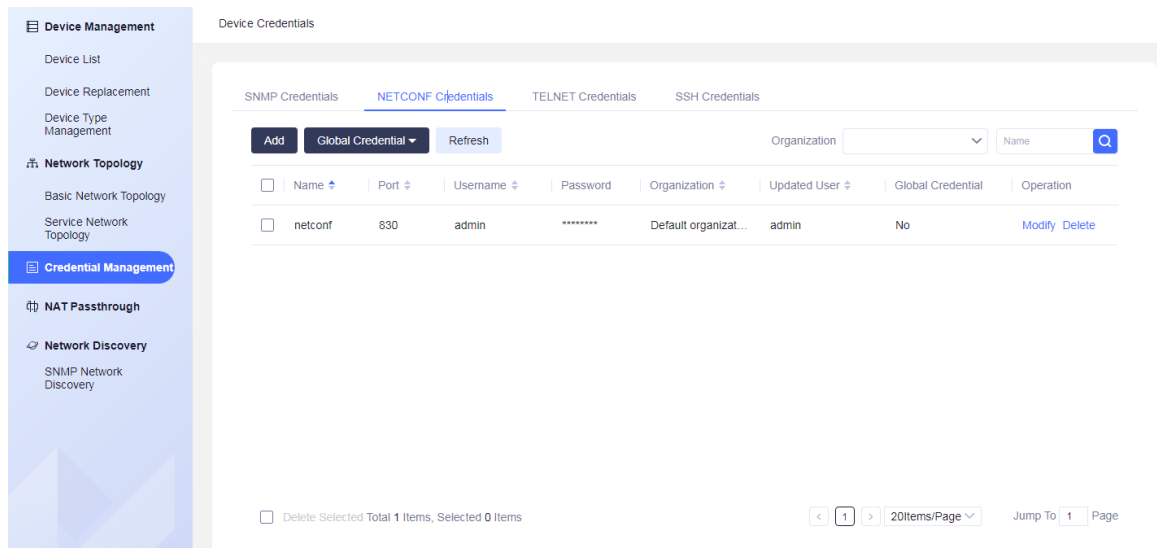 Device Management
Device List
Device Replacement
Device Type
Management
Network Topology
Basic Network Topology
Service Network
Topology
Credential Management
NAT Passthrough
Network Discovery
SNMP Network
Discovery
Device Credentials
SNMP Credentials NETCONF Credentials TELNET Credentials SSH Credentials
Add Global Credential Refresh Organization Name
Name Port Username Password Organization Updated User Global Credential Operation
netconf 830 admin ******** Default organizat... admin No Modify Delete
Delete Selected Total 1 Items, Selected 0 Items < 1 > 20Items/Page Jump To 1 Page